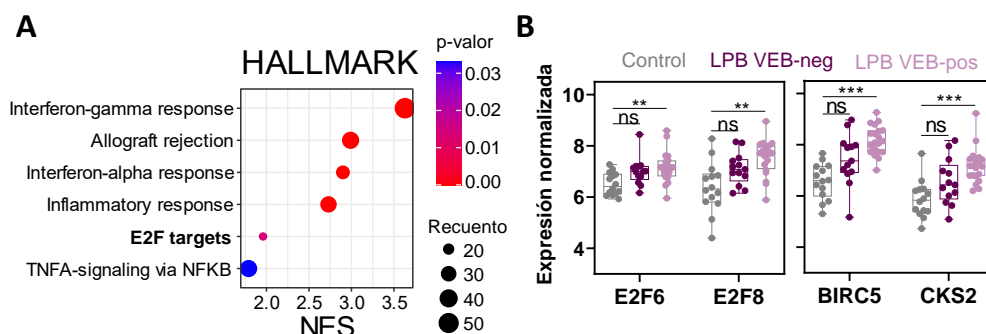 A
HALLMARK
Interferon-gamma response
Allograft rejection
Interferon-alpha response
Inflammatory response
E2F targets
TNFA-signaling via NFKB
2.0 2.5 3.0 3.5
NES
p-valor
0.03
0.02
0.01
0.00
Recuento
20
30
40
50
B
Control LPB VEB-neg LPB VEB-pos
Expresión normalizada
10
8
6
4
** ** *** ***
ns ns ns ns
E2F6 E2F8 BIRC5 CKS2